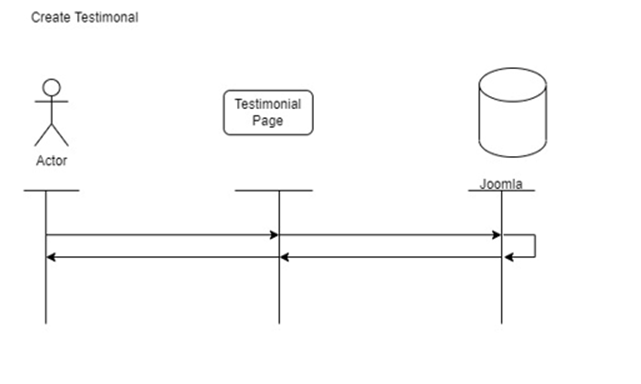 Create Testimonal
Testimonial
Page
Actor
Joomla